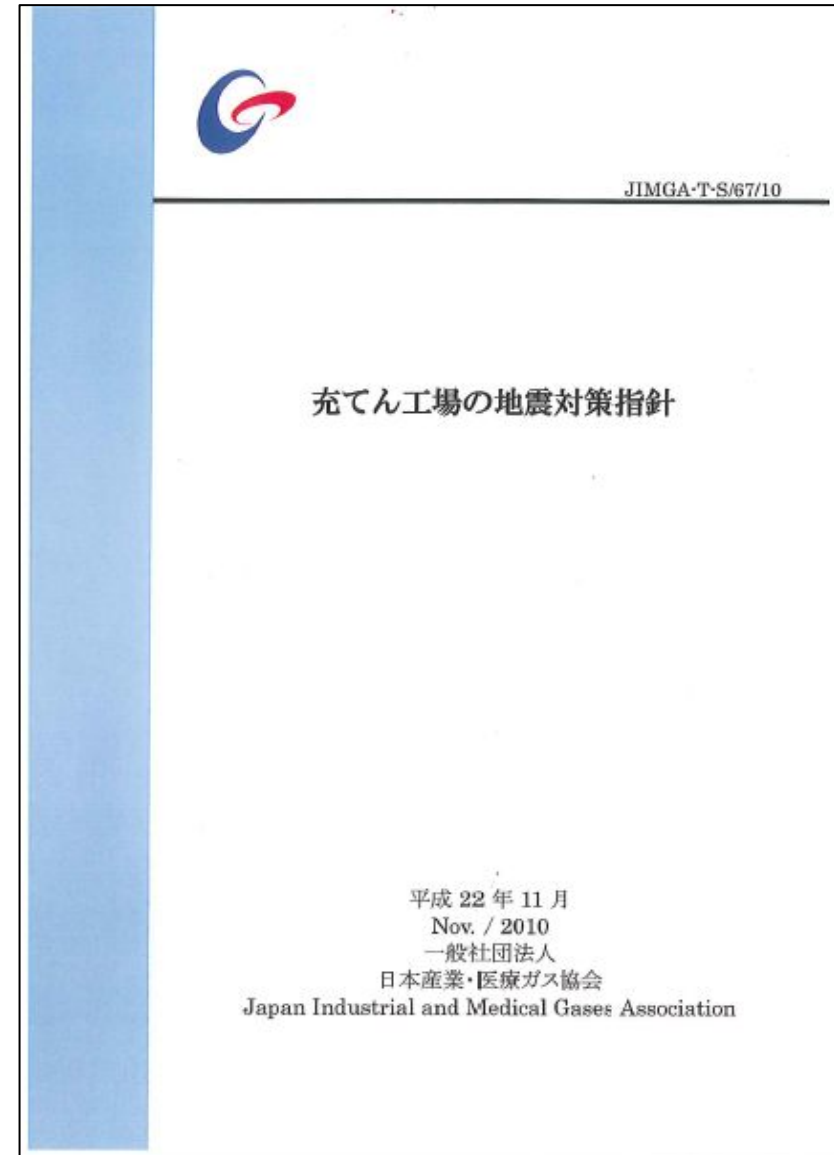 JIMGA-T-S/67/10
充てん工場の地震対策指針
平成 22 年 11 月
Nov. / 2010
一般社団法人
日本産業・医療ガス協会
Japan Industrial and Medical Gases Association